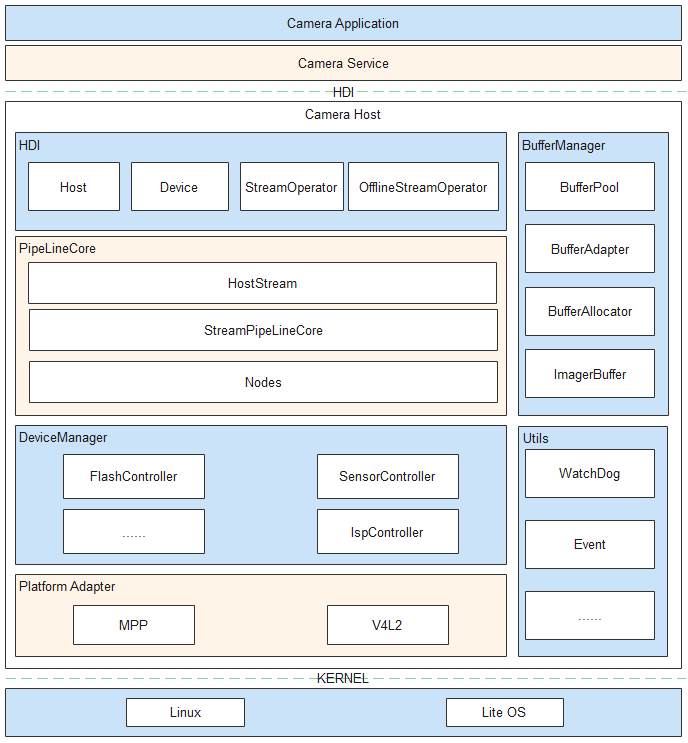 Camera Application
Camera Service
HDI
Camera Host
HDI
Host
Device
StreamOperator
OfflineStreamOperator
PipeLineCore
HostStream
StreamPipeLineCore
Nodes
DeviceManager
FlashController
SensorController
......
IspController
Platform Adapter
MPP
V4L2
BufferManager
BufferPool
BufferAdapter
BufferAllocator
ImagerBuffer
Utils
WatchDog
Event
......
KERNEL
Linux
Lite OS